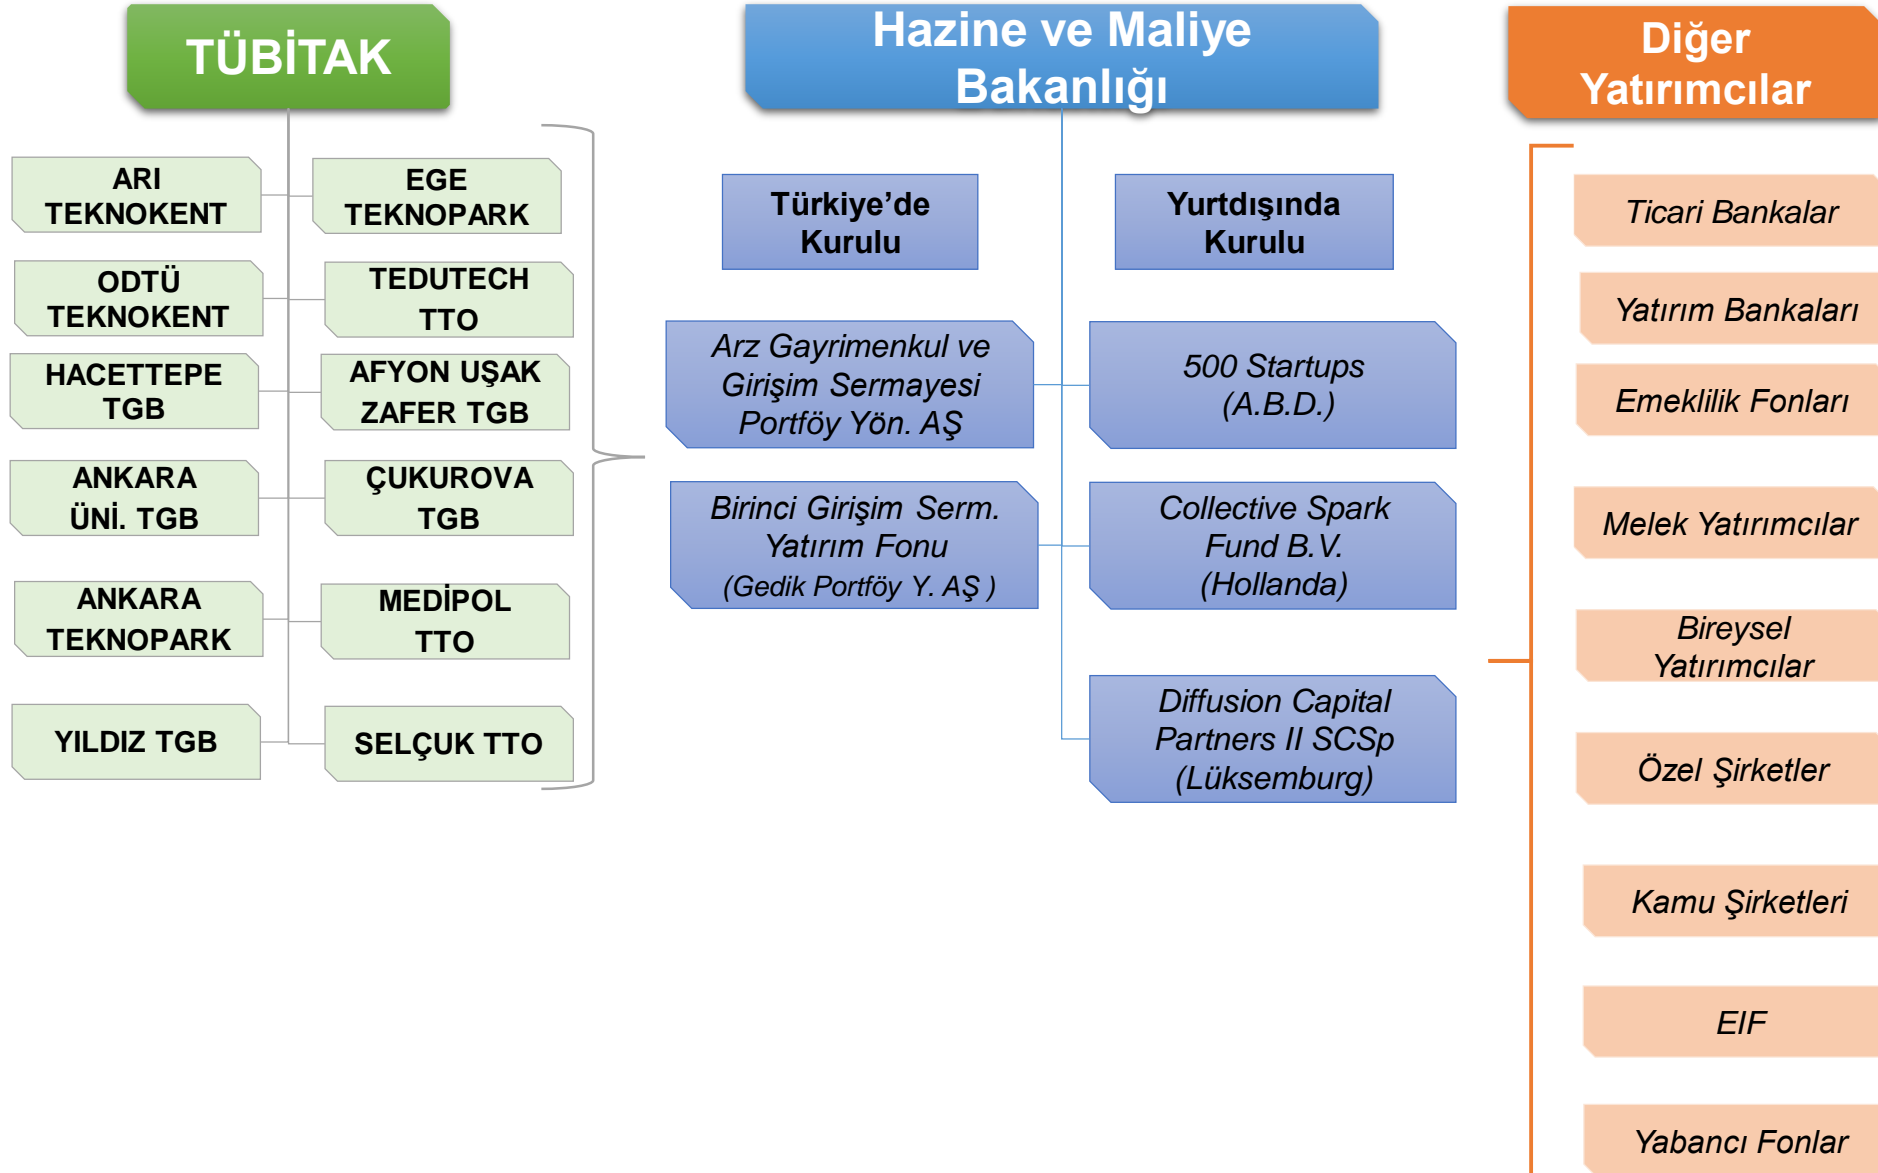 TÜBİTAK
ARI
TEKNOKENT
EGE
TEKNOPARK
ODTÜ
TEKNOKENT
TEDUTECH
TTO
HACETTEPE
TGB
AFYON UŞAK
ZAFER TGB
ANKARA
ÜNİ. TGB
ÇUKUROVA
TGB
ANKARA
TEKNOPARK
MEDİPOL
TTO
YILDIZ TGB
SELÇUK TTO
Hazine ve Maliye
Bakanlığı
Türkiye’de
Kurulu
Yurtdışında
Kurulu
Arz Gayrimenkul ve
Girişim Sermayesi
Portföy Yön. AŞ
500 Startups
(A.B.D.)
Birinci Girişim Serm.
Yatırım Fonu
(Gedik Portföy Y. AŞ )
Collective Spark
Fund B.V.
(Hollanda)
Diffusion Capital
Partners II SCSp
(Lüksemburg)
Diğer
Yatırımcılar
Ticari Bankalar
Yatırım Bankaları
Emeklilik Fonları
Melek Yatırımcılar
Bireysel
Yatırımcılar
Özel Şirketler
Kamu Şirketleri
EIF
Yabancı Fonlar